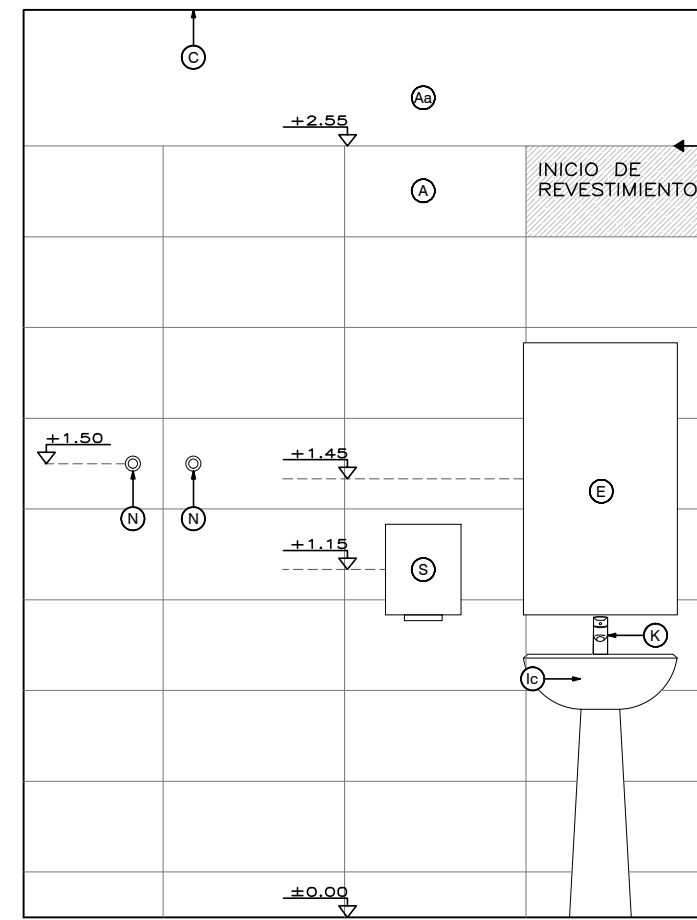 C
Aa
+2.55
INICIO DE
REVESTIMIENTO
A
+1.50
+1.45
E
N
N
+1.15
S
K
Ic
±0.00